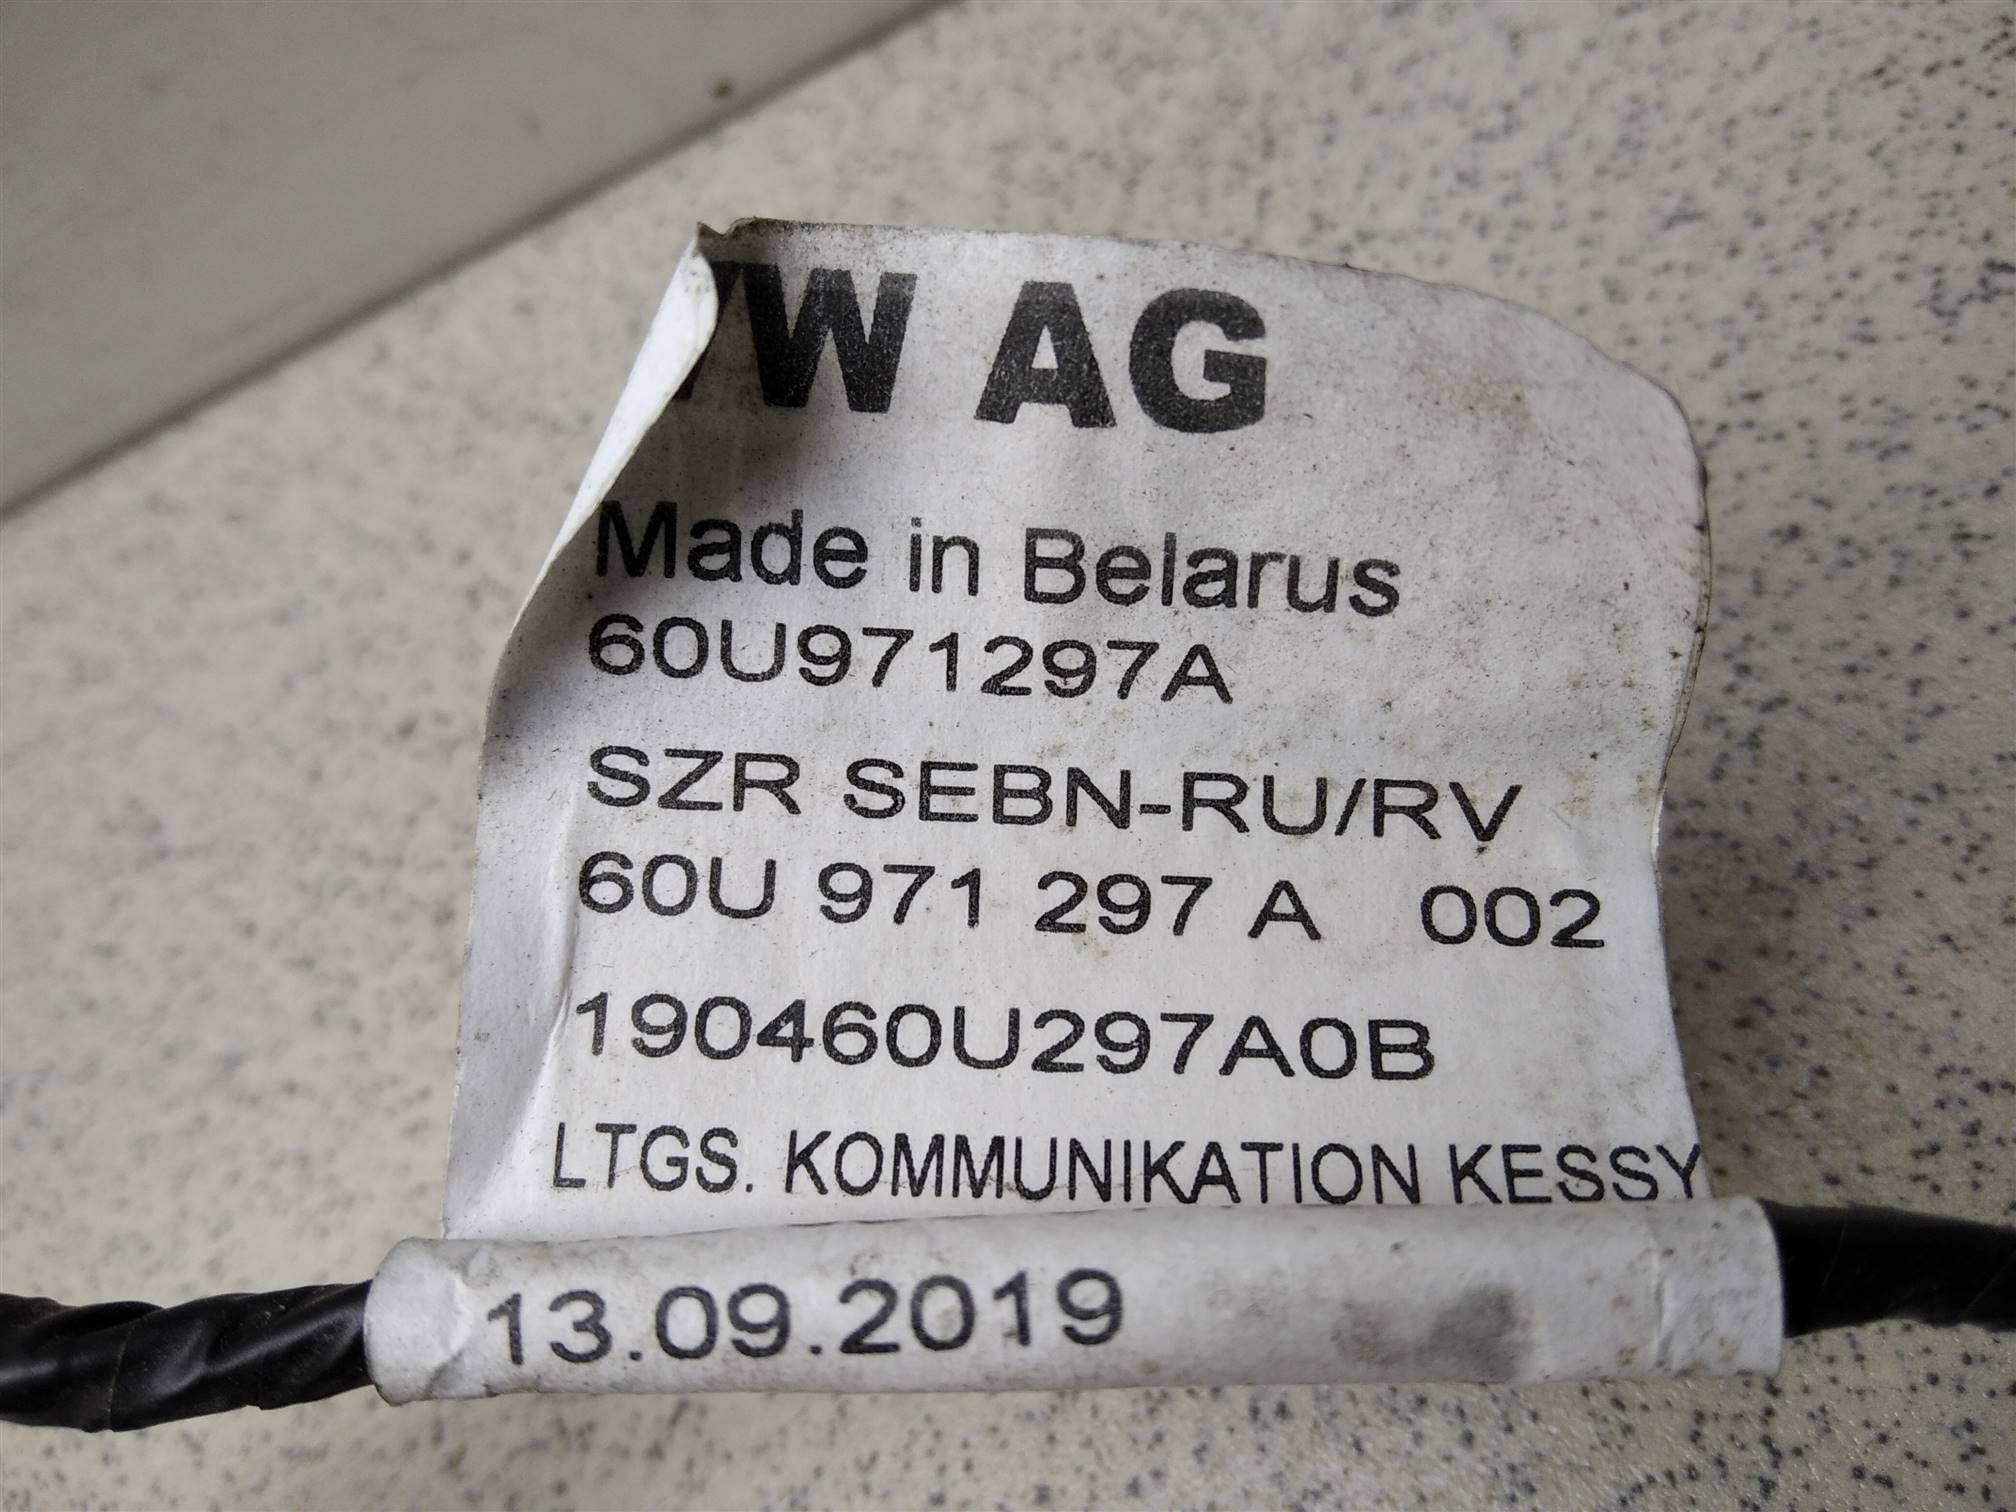 VW AG
Made in Belarus
60U971297A
SZR SEBN-RU/RV
60U 971 297 A 002
190460U297A0B
LTGS. KOMMUNIKATION KESSY
13.09.2019